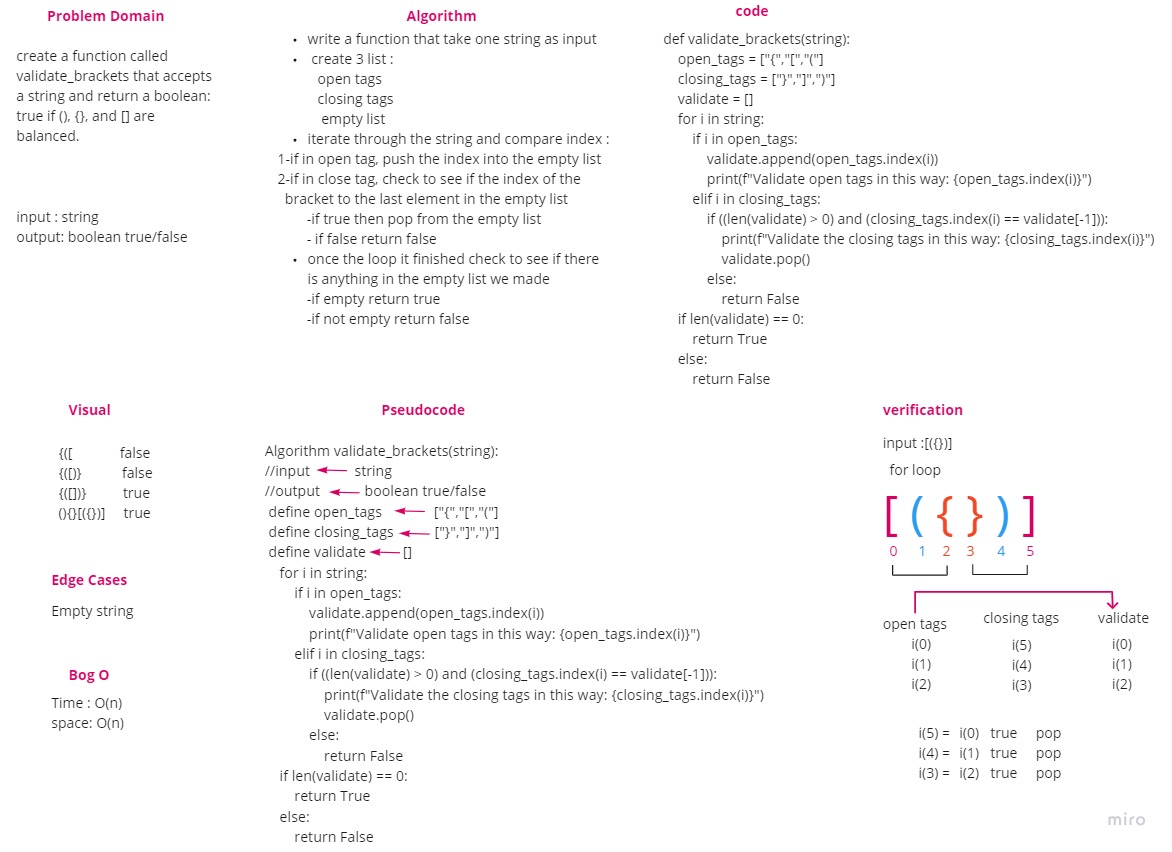 Problem Domain
create a function called
validate_brackets that accepts
a string and return a boolean:
true if (), {}, and [] are
balanced.
input : string
output: boolean true/false
Algorithm
• write a function that take one string as input
• create 3 list :
open tags
closing tags
empty list
• iterate through the string and compare index :
1-if in open tag, push the index into the empty list
2-if in close tag, check to see if the index of the
bracket to the last element in the empty list
-if true then pop from the empty list
- if false return false
• once the loop it finished check to see if there
is anything in the empty list we made
-if empty return true
-if not empty return false
code
def validate_brackets(string):
open_tags = ["{","[","("]
closing_tags = ["}","]",")"]
validate = []
for i in string:
if i in open_tags:
validate.append(open_tags.index(i))
print(f"Validate open tags in this way: {open_tags.index(i)}")
elif i in closing_tags:
if ((len(validate) > 0) and (closing_tags.index(i) == validate[-1])):
print(f"Validate the closing tags in this way: {closing_tags.index(i)}")
validate.pop()
else:
return False
if len(validate) == 0:
return True
else:
return False
Visual
{([ false
{([)} false
{([])} true
(){}[({})] true
Edge Cases
Empty string
Bog O
Time : O(n)
space: O(n)
Pseudocode
Algorithm validate_brackets(string):
//input string
//output boolean true/false
define open_tags ["{","[","("]
define closing_tags ["}","]",")"]
define validate []
for i in string:
if i in open_tags:
validate.append(open_tags.index(i))
print(f"Validate open tags in this way: {open_tags.index(i)}")
elif i in closing_tags:
if ((len(validate) > 0) and (closing_tags.index(i) == validate[-1])):
print(f"Validate the closing tags in this way: {closing_tags.index(i)}")
validate.pop()
else:
return False
if len(validate) == 0:
return True
else:
return False
verification
input :[({})]
for loop
[ ( { } ) ]
0 1 2 3 4 5
open tags closing tags validate
i(0) i(5) i(0)
i(1) i(4) i(1)
i(2) i(3) i(2)
i(5) = i(0) true pop
i(4) = i(1) true pop
i(3) = i(2) true pop
miro